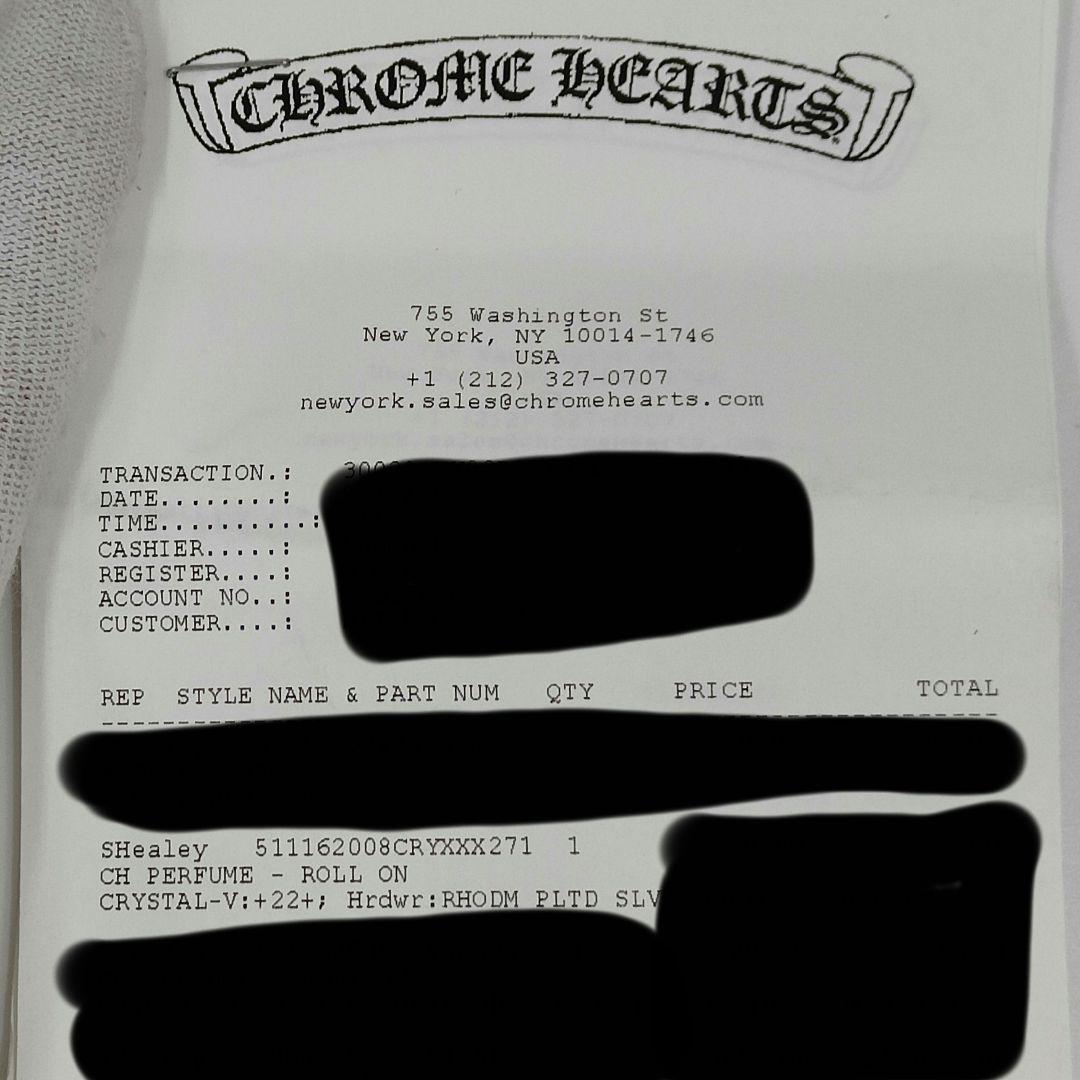 CHROME HEARTS
755 Washington St
New York, NY 10014-1746
USA
+1 (212) 327-0707
newyork.sales@chromehearts.com
TRANSACTION.:
DATE........:
TIME..........:
CASHIER.....:
REGISTER....:
ACCOUNT NO..:
CUSTOMER....:
REP STYLE NAME & PART NUM QTY PRICE TOTAL
SHealey 511162008CRYXXX271 1
CH PERFUME - ROLL ON
CRYSTAL-V:+22+; Hrdwr:RHODM PLTD SLV